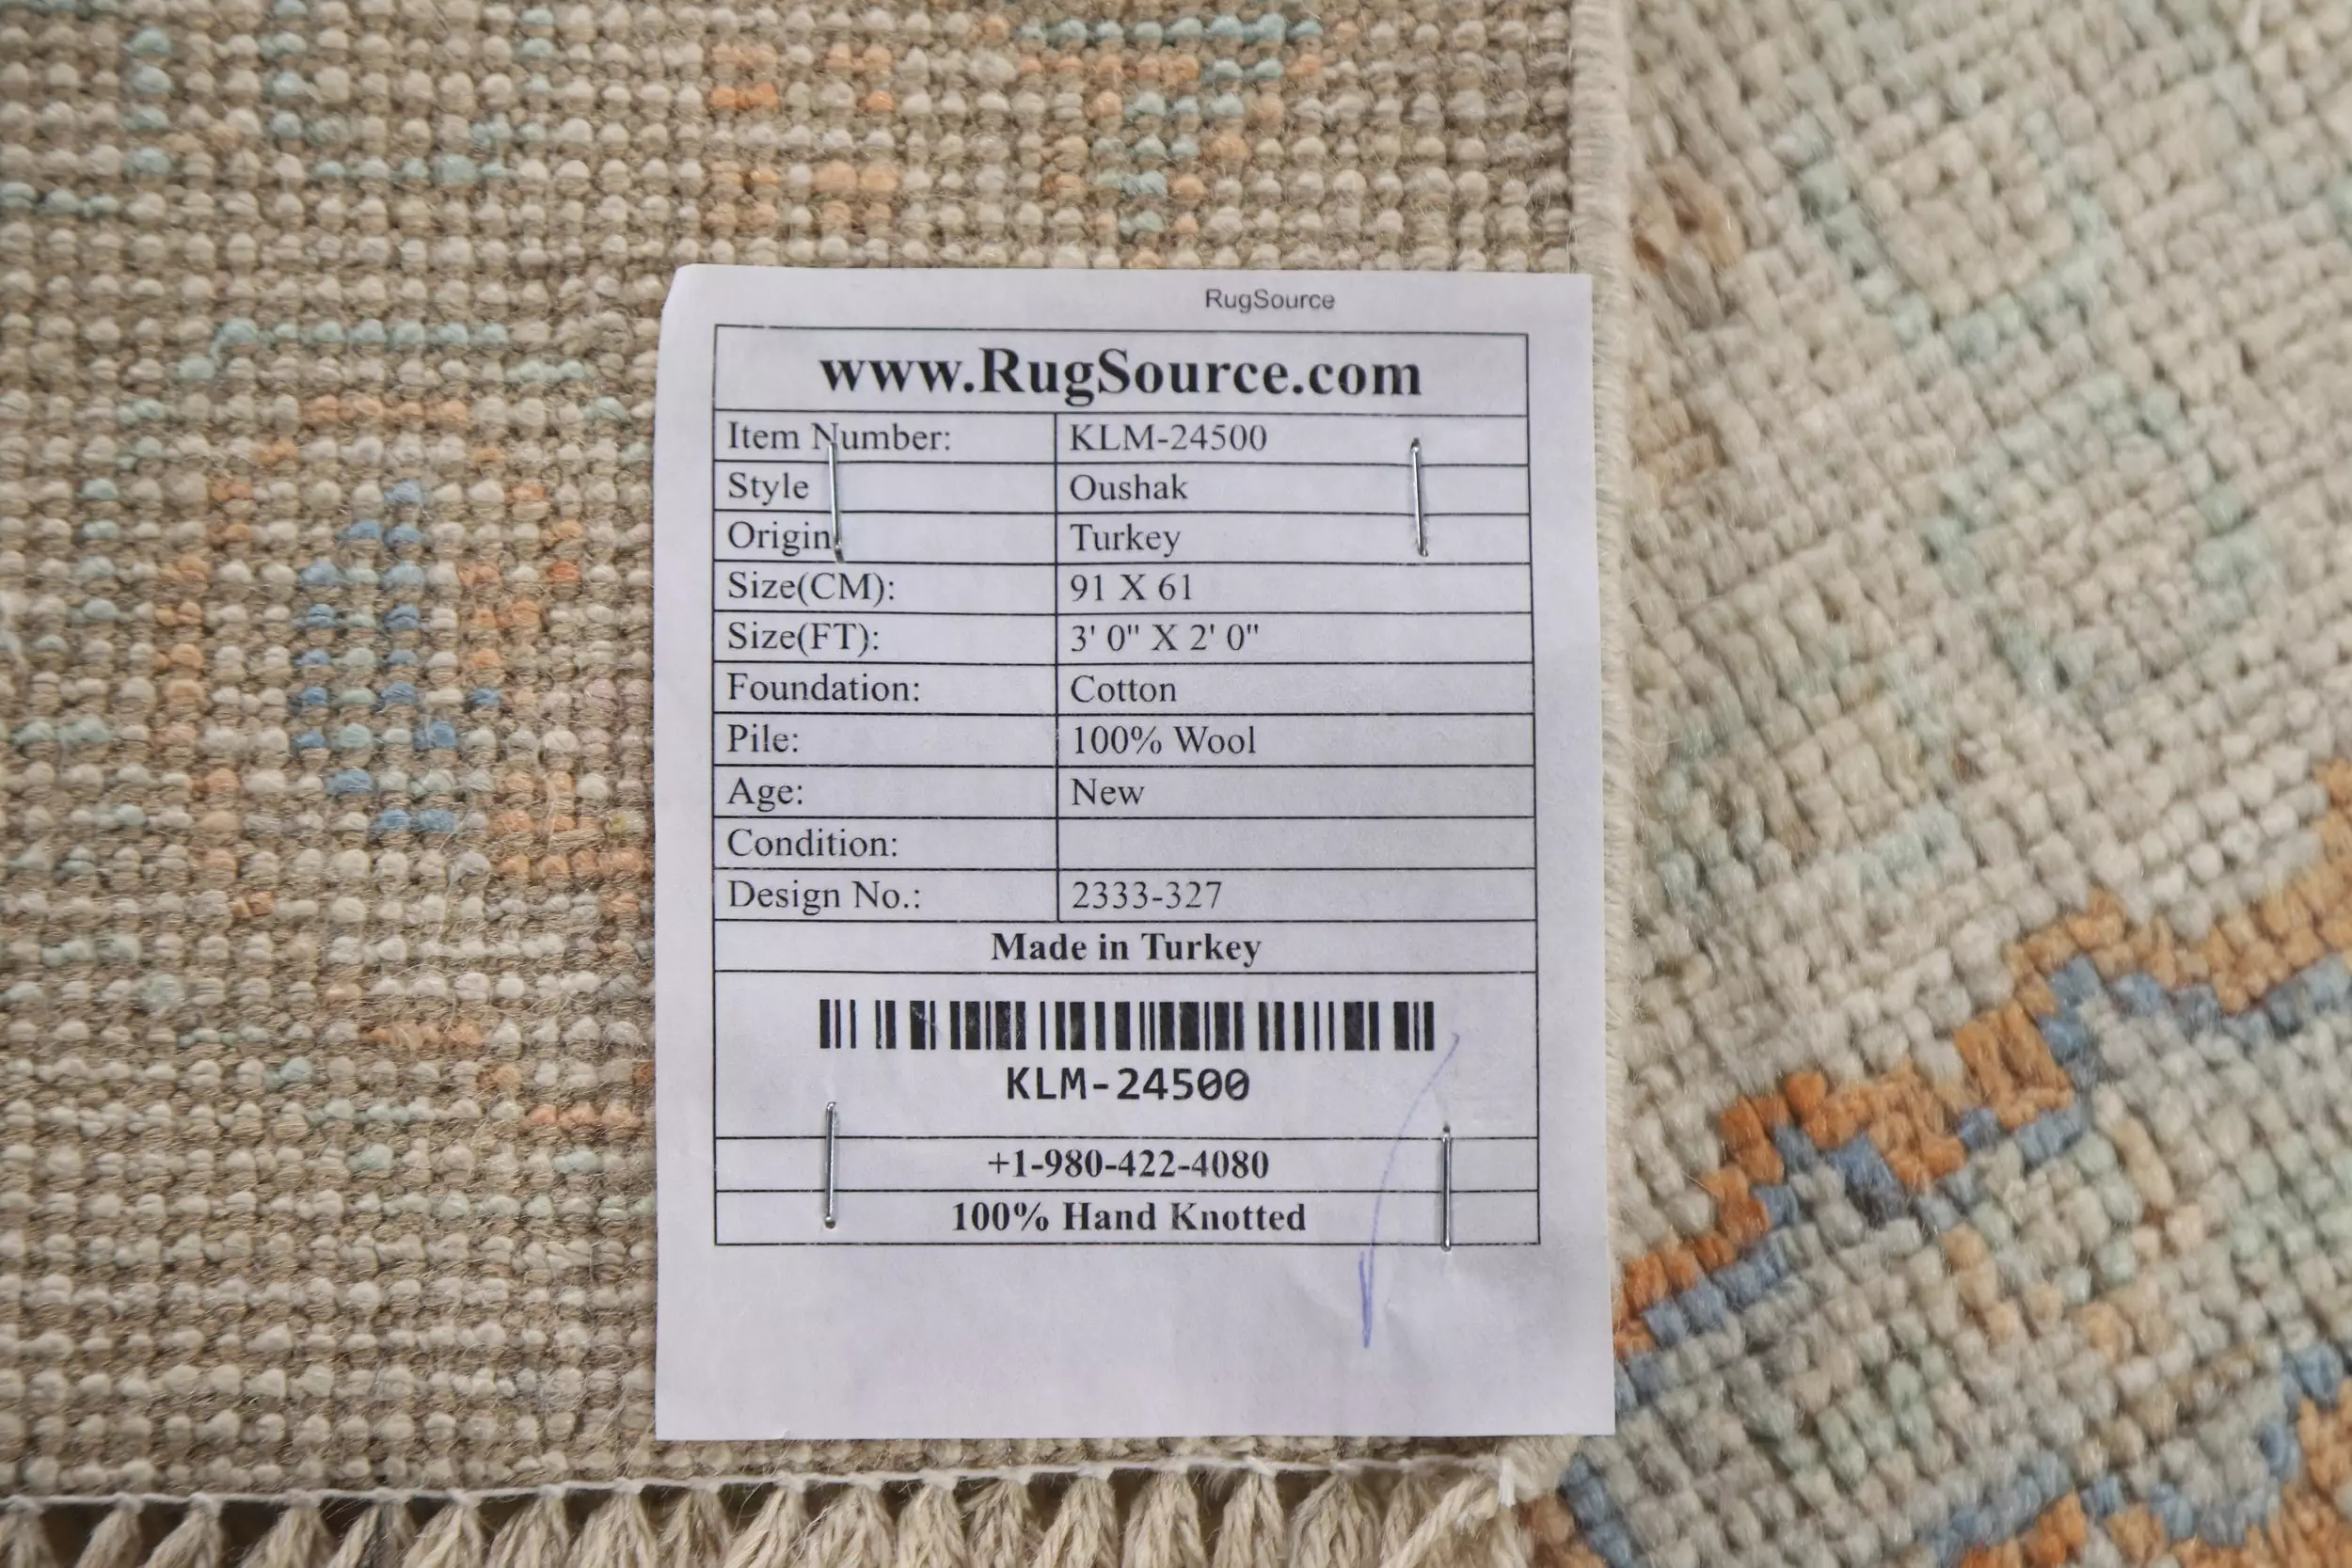 RugSource
www.RugSource.com
Item Number: KLM-24500
Style Oushak
Origin Turkey
Size(CM): 91 X 61
Size(FT): 3' 0" X 2' 0"
Foundation: Cotton
Pile: 100% Wool
Age: New
Condition:
Design No.: 2333-327
Made in Turkey
KLM-24500
+1-980-422-4080
100% Hand Knotted